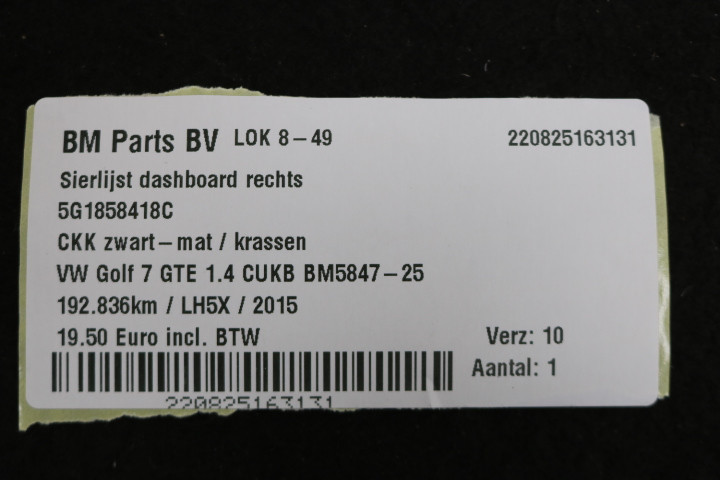 BM Parts BV LOK 8-49 220825163131
Sierlijst dashboard rechts
5G1858418C
CKK zwart-mat / krassen
VW Golf 7 GTE 1.4 CUKB BM5847-25
192.836km / LH5X / 2015
19.50 Euro incl. BTW Verz: 10
Aantal: 1
220825163131